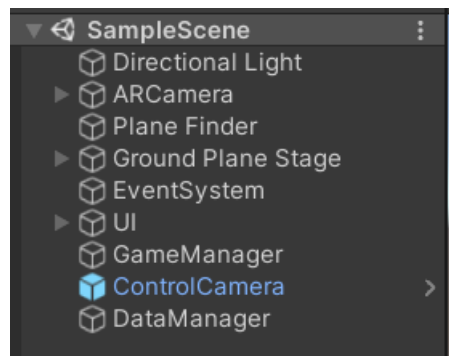 SampleScene
Directional Light
ARCamera
Plane Finder
Ground Plane Stage
EventSystem
UI
GameManager
ControlCamera
DataManager